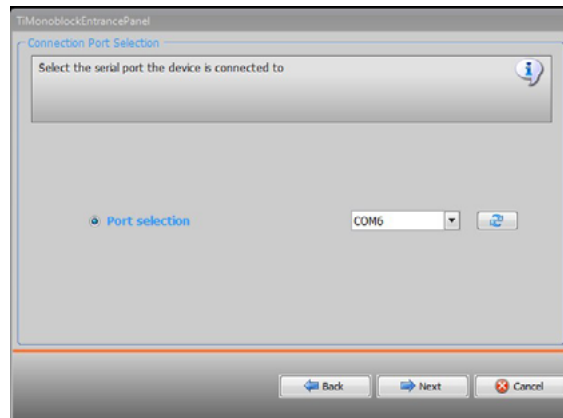 TiMonoblockEntrancePanel
Connection Port Selection
Select the serial port the device is connected to
Port selection
COM6
Back
Next
Cancel